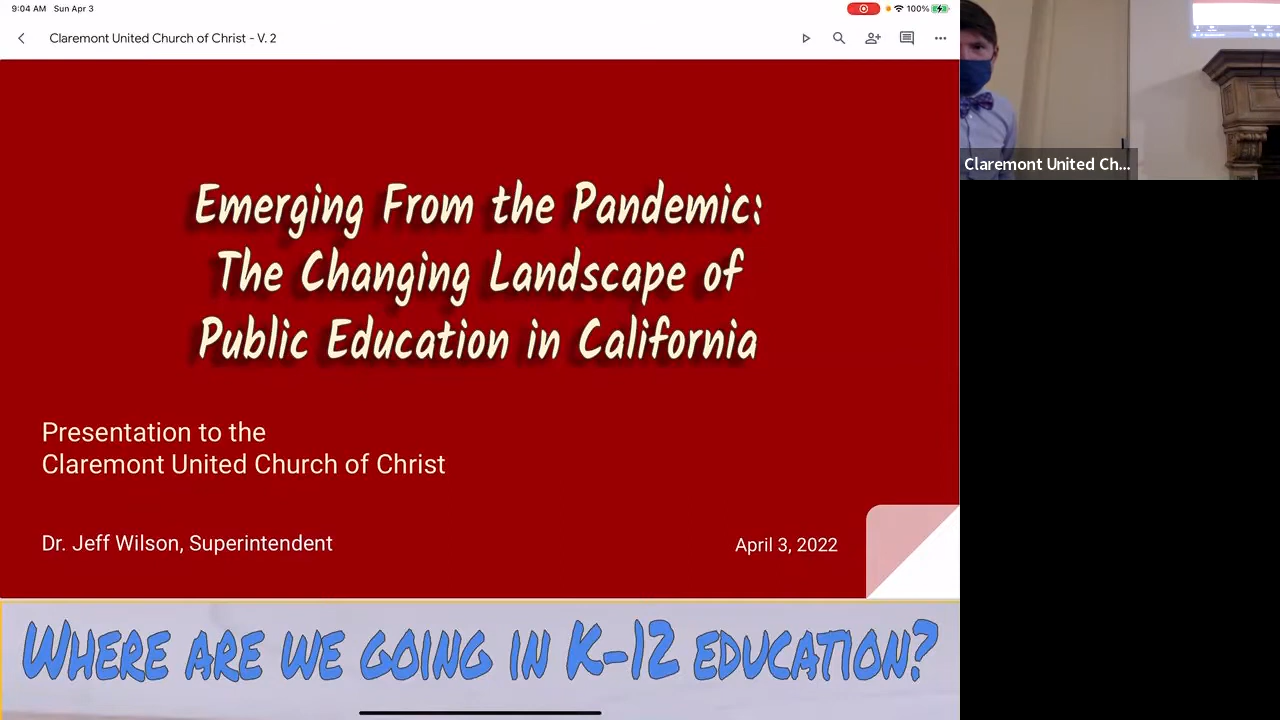 9:04 AM Sun Apr 3
100%
Claremont United Church of Christ - V. 2
Emerging From the Pandemic:
The Changing Landscape of
Public Education in California
Presentation to the
Claremont United Church of Christ
Dr. Jeff Wilson, Superintendent
April 3, 2022
WHERE ARE WE GOING IN K-12 EDUCATION?
Claremont United Ch...